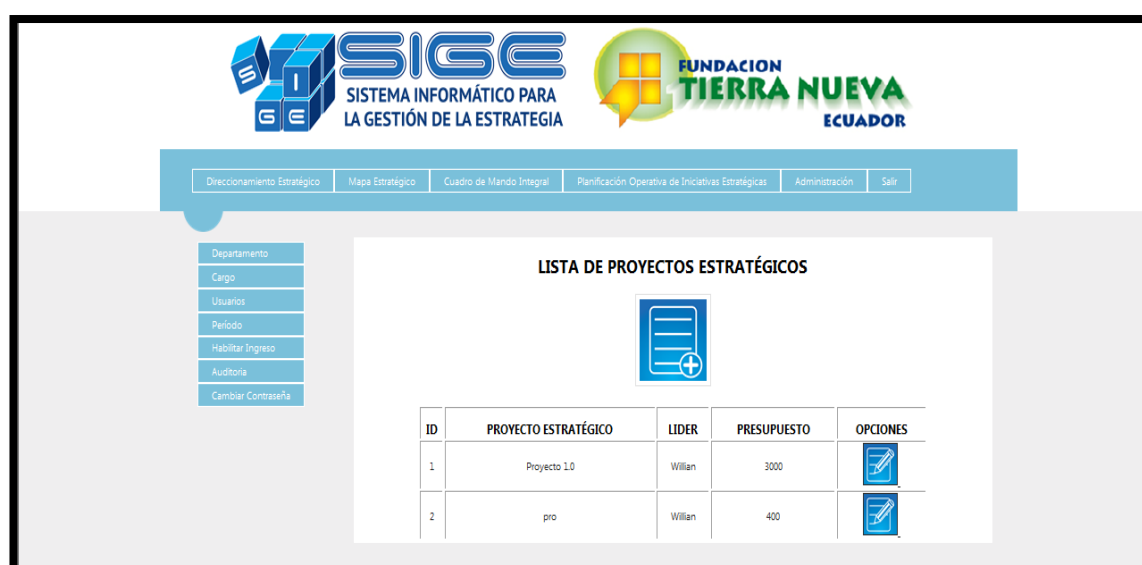 S I G E
SIGE
SISTEMA INFORMÁTICO PARA
LA GESTIÓN DE LA ESTRATEGIA
FUNDACION
TIERRA NUEVA
ECUADOR
Direccionamiento Estratégico Mapa Estratégico Cuadro de Mando Integral Planificación Operativa de Iniciativas Estratégicas Administración Salir
Departamento
Cargo
Usuarios
Período
Habilitar Ingreso
Auditoria
Cambiar Contraseña
LISTA DE PROYECTOS ESTRATÉGICOS
ID PROYECTO ESTRATÉGICO LIDER PRESUPUESTO OPCIONES
1 Proyecto 1.0 Willian 3000
2 pro Willian 400